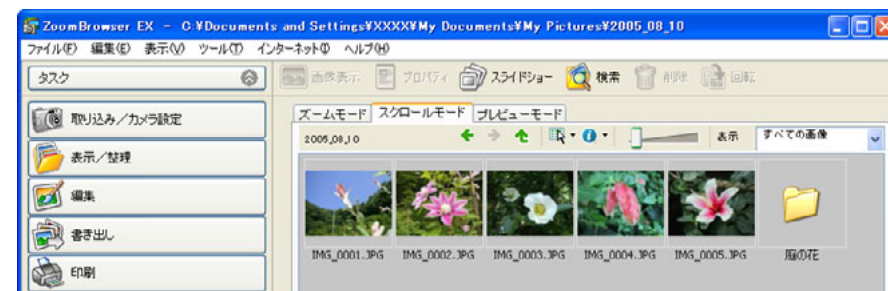 ZoomBrowser EX - C:¥Documents and Settings¥XXXX¥My Documents¥My Pictures¥2005_08_10
ファイル(F) 編集(E) 表示(V) ツール(T) インターネット(I) ヘルプ(H)
タスク
画像表示 プロパティ スライドショー 検索 削除 回転
取り込み/カメラ設定
表示/整理
編集
書き出し
印刷
ズームモード スクロールモード プレビューモード
2005_08_10 表示 すべての画像
IMG_0001.JPG IMG_0002.JPG IMG_0003.JPG IMG_0004.JPG IMG_0005.JPG 庭の花